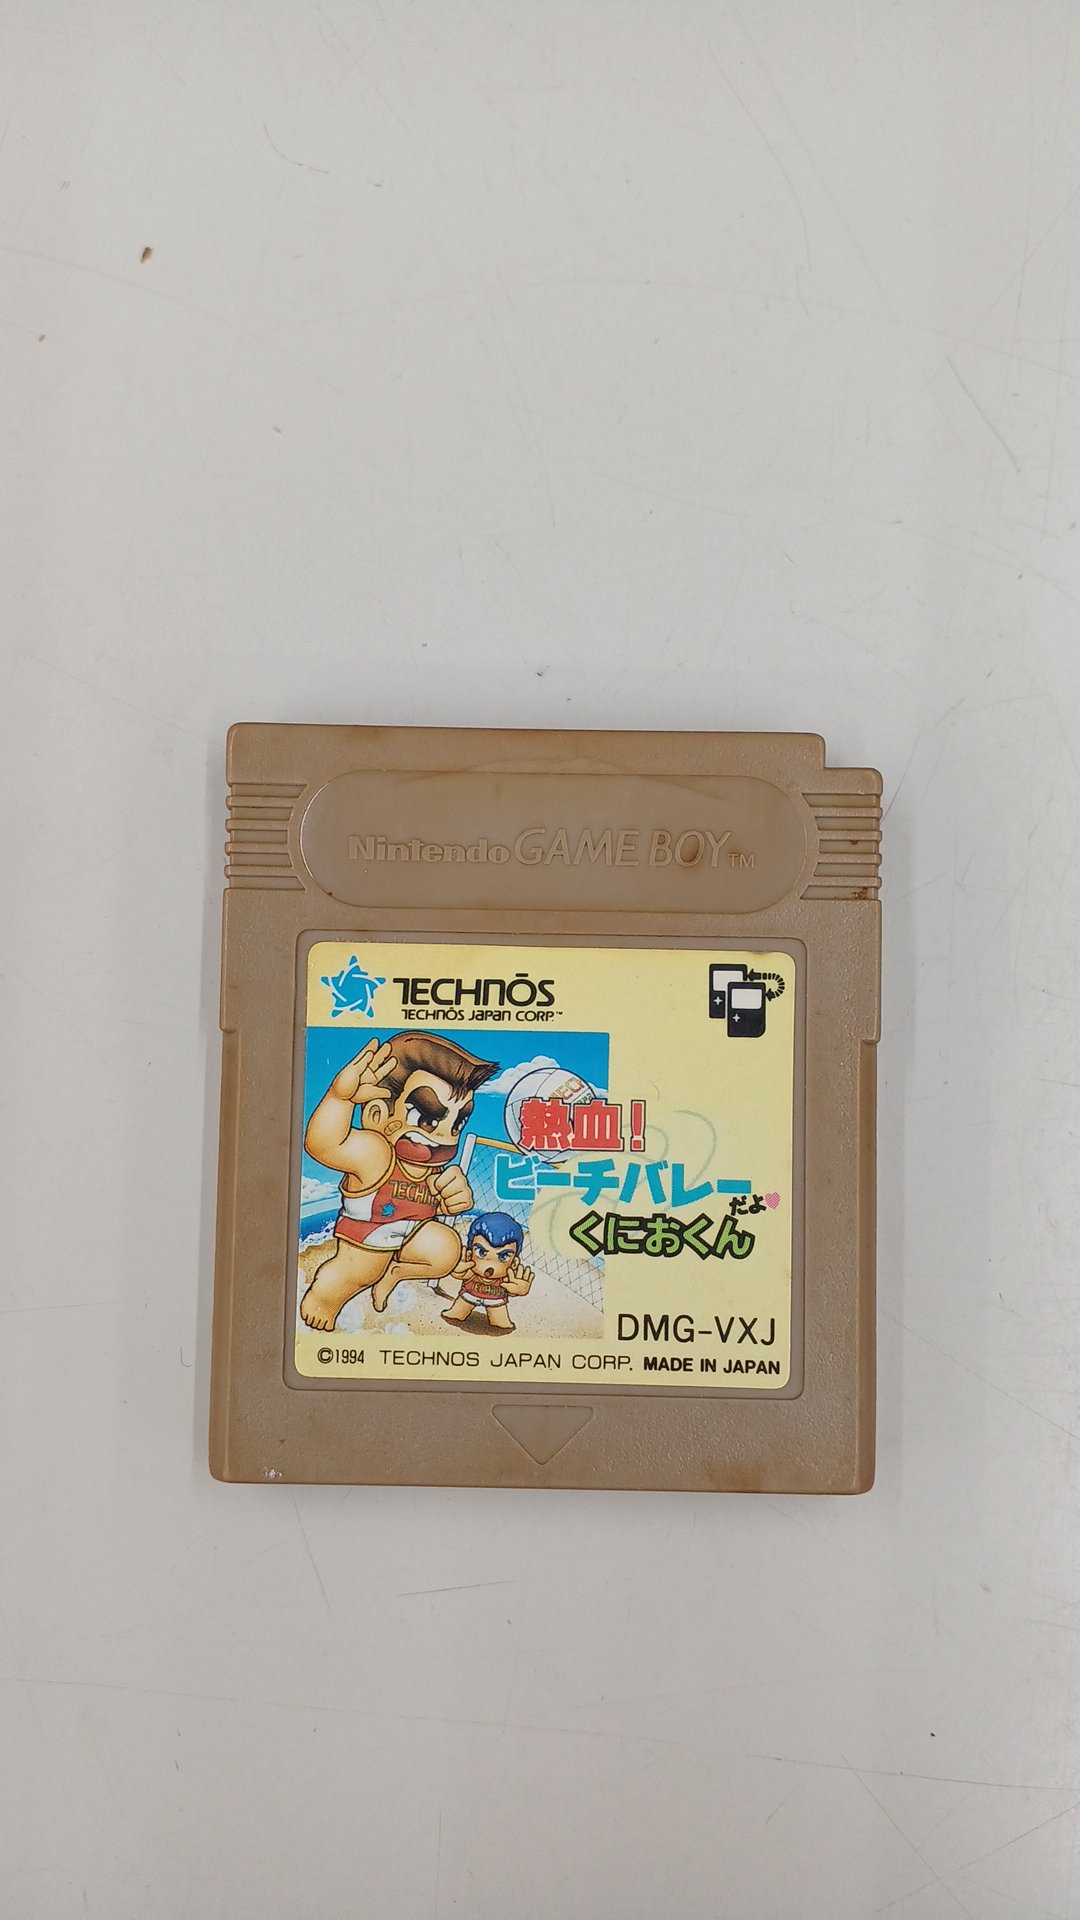 Nintendo GAME BOY TM
TECHNŌS
TECHNŌS JAPAN CORP.™
熱血!
ビーチバレー
だよ♥
くにおくん
DMG-VXJ
©1994 TECHNOS JAPAN CORP. MADE IN JAPAN